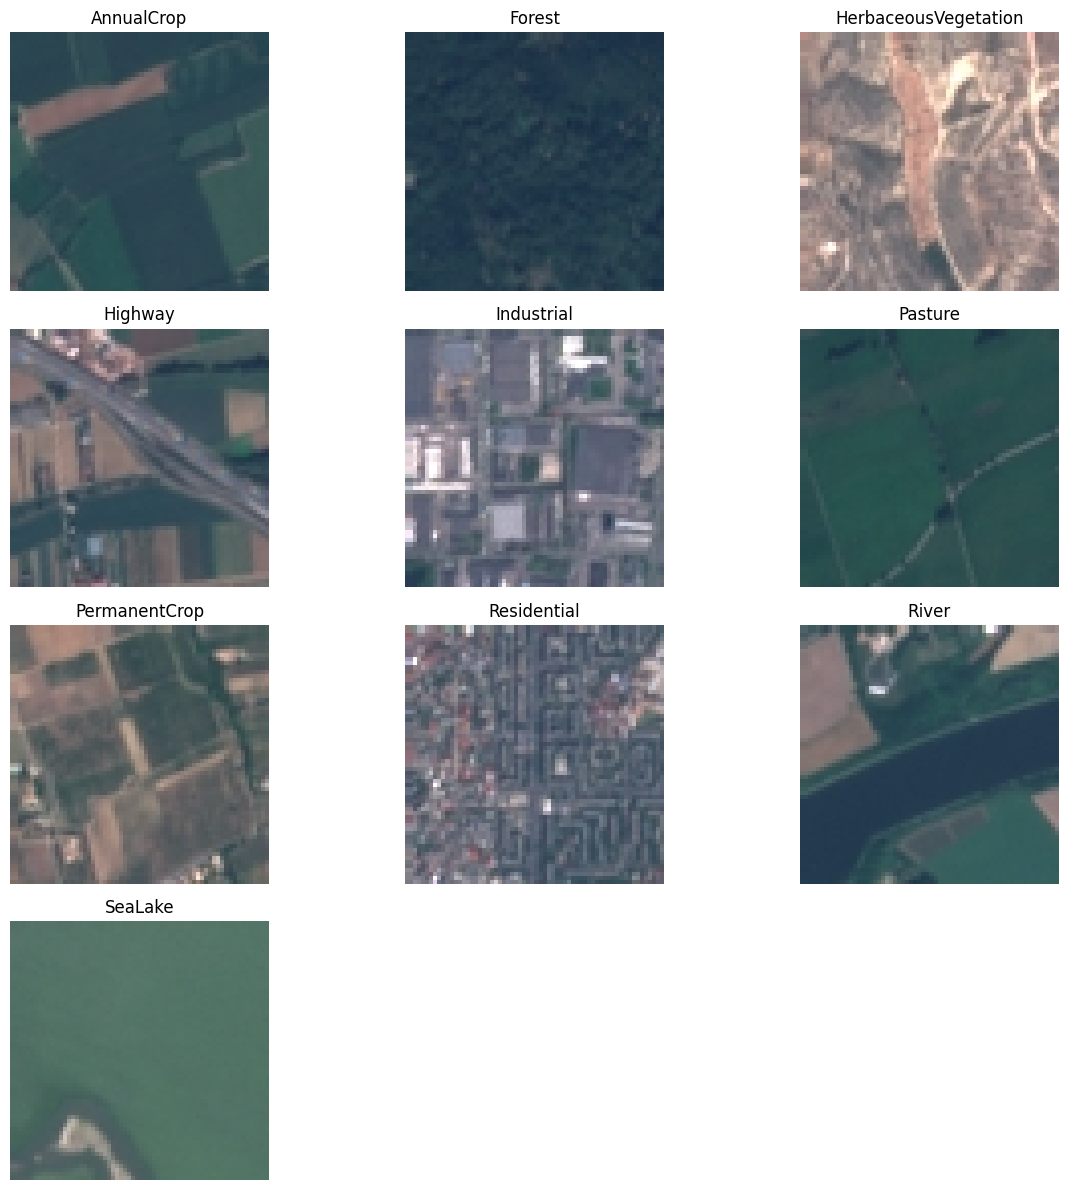 AnnualCrop
Forest
HerbaceousVegetation
Highway
Industrial
Pasture
PermanentCrop
Residential
River
SeaLake